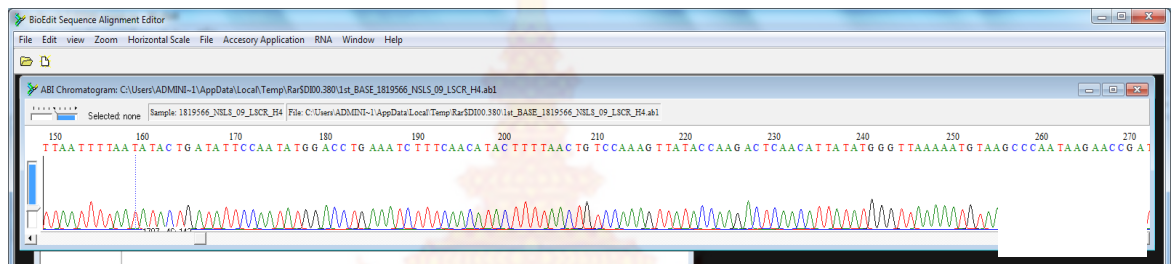 BioEdit Sequence Alignment Editor
File Edit view Zoom Horizontal Scale File Accesory Application RNA Window Help
ABI Chromatogram: C:\Users\ADMINI~1\AppData\Local\Temp\Rar$DI00.380\1st_BASE_1819566_NSLS_09_LSCR_H4.ab1
Selected: none Sample: 1819566_NSLS_09_LSCR_H4 File: C:\Users\ADMINI~1\AppData\Local\Temp\Rar$DI00.380\1st_BASE_1819566_NSLS_09_LSCR_H4.ab1
150 160 170 180 190 200 210 220 230 240 250 260 270
TTAATTTTAATATACTGATATTCCAATATGGACCTGAAATCTTTCAACATACTTTTAACTGTCCAAAGTTATACCAAGACTCAACATTATATGGGTTAAAAATGTAAGCCCAATAAGAACCGAT